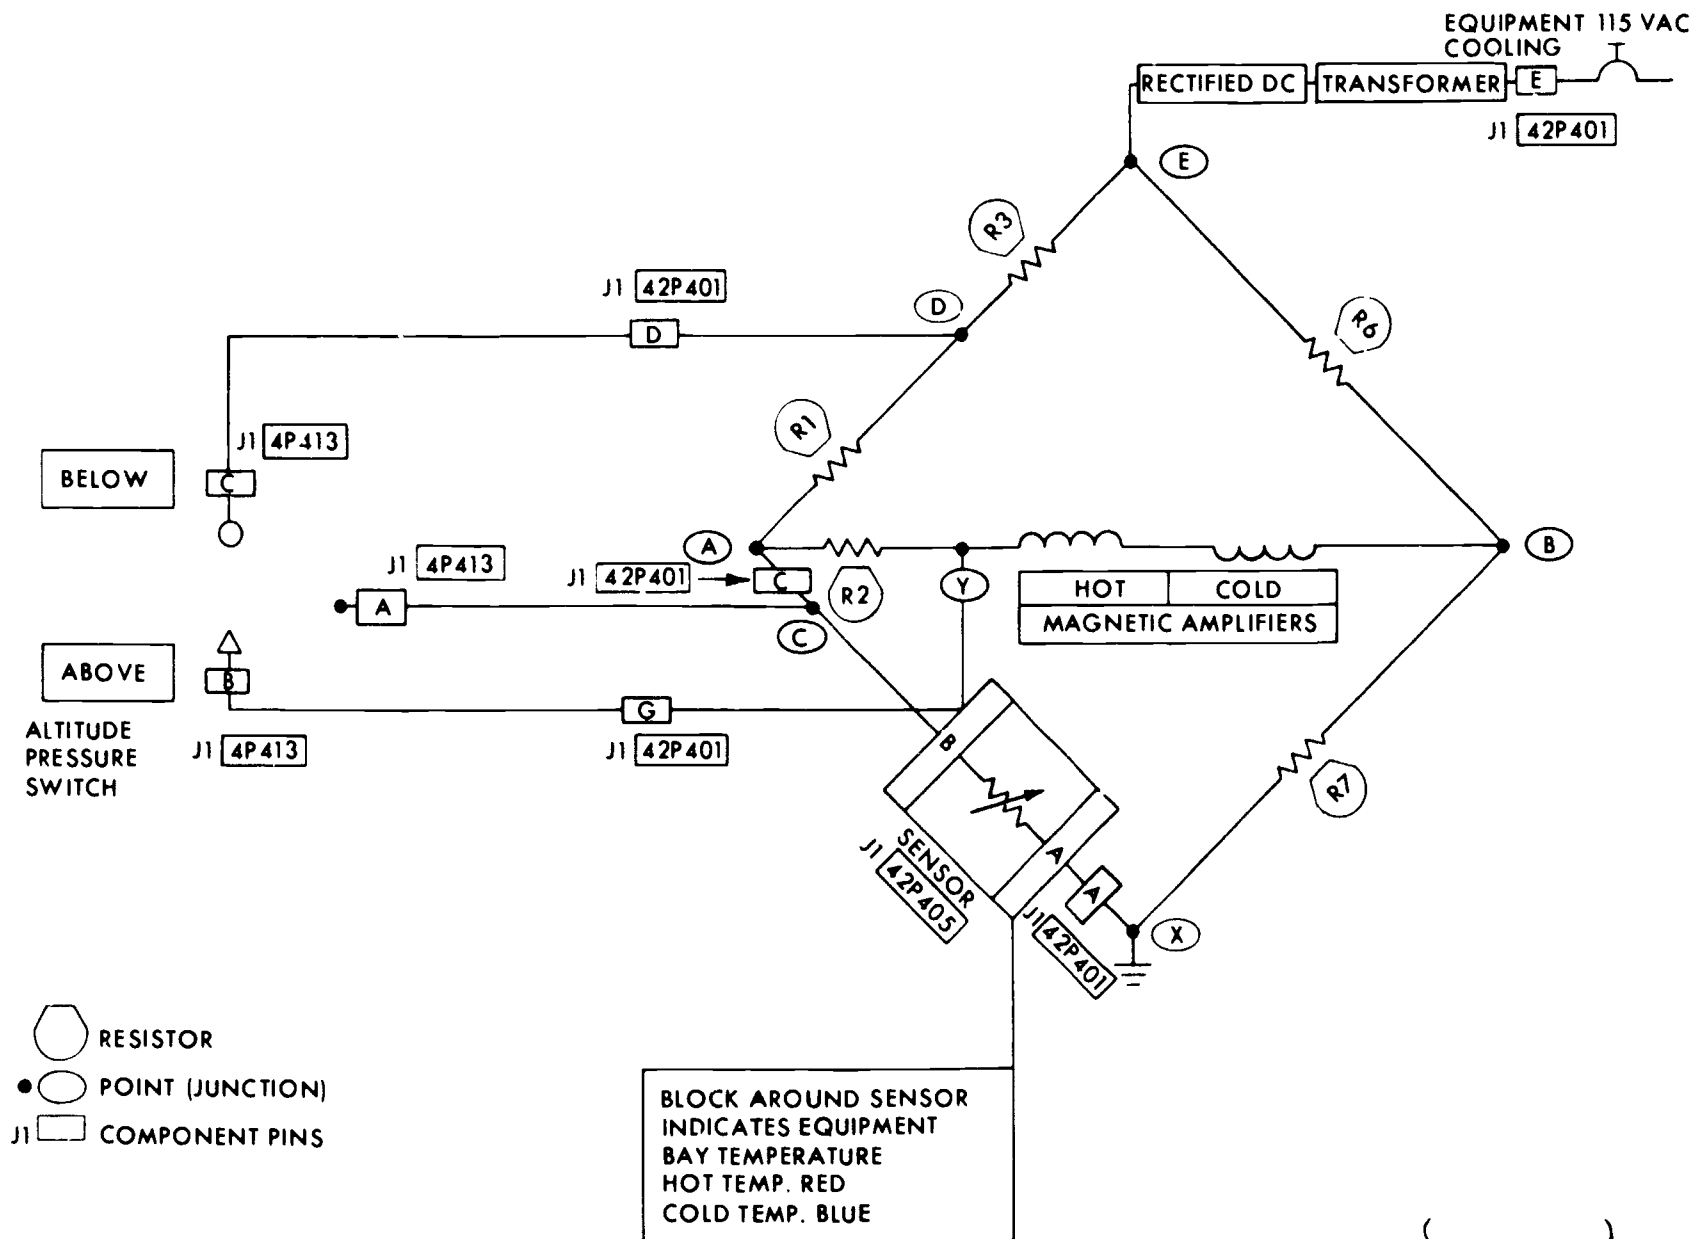 EQUIPMENT 115 VAC
COOLING
RECTIFIED DC
TRANSFORMER
E
J1 42P401
E
R3
J1 42P401
D
D
R6
R1
J1 4P413
BELOW
C
A
B
J1 4P413
J1 42P401
C
Y
R2
HOT
COLD
A
MAGNETIC AMPLIFIERS
C
ABOVE
B
G
ALTITUDE
PRESSURE
SWITCH
J1 4P413
J1 42P401
B
R7
SENSOR
J1 42P405
A
A
J1 42P401
X
RESISTOR
POINT (JUNCTION)
J1 COMPONENT PINS
BLOCK AROUND SENSOR
INDICATES EQUIPMENT
BAY TEMPERATURE
HOT TEMP. RED
COLD TEMP. BLUE
( )